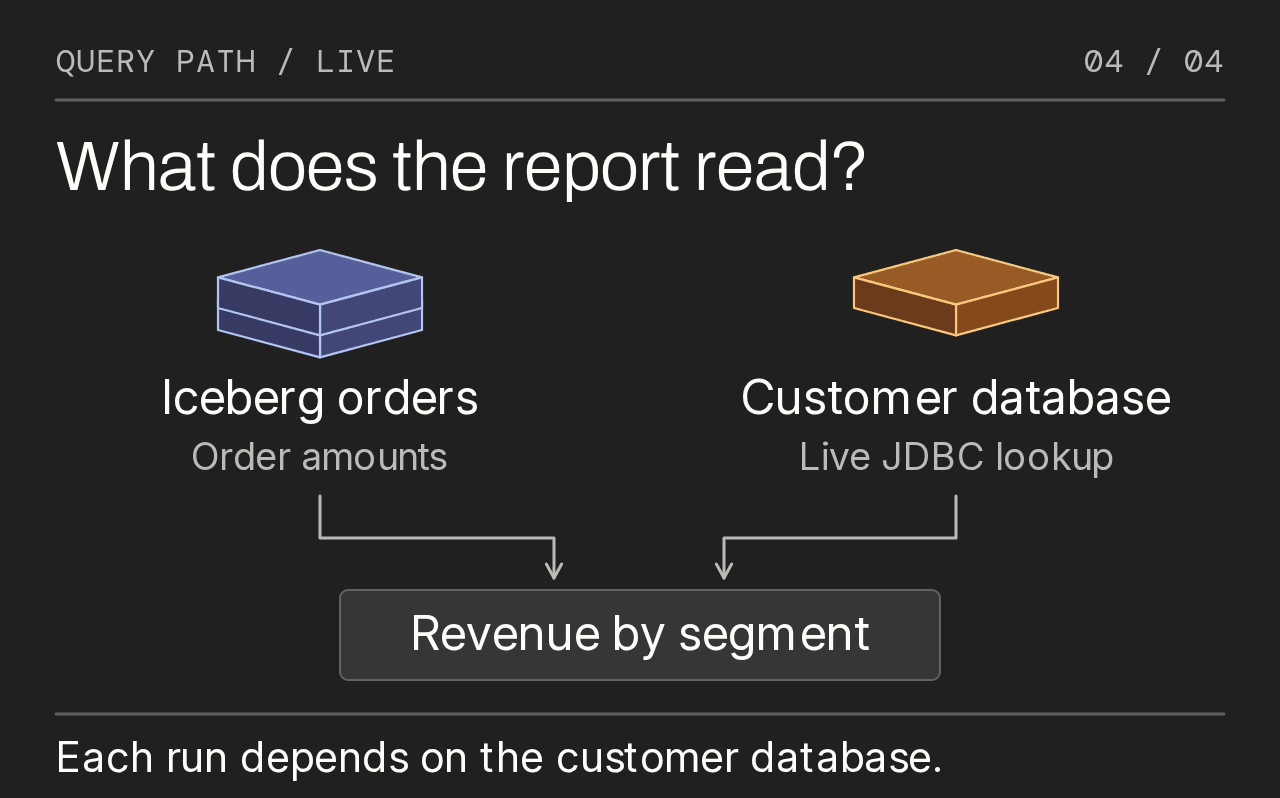 QUERY PATH / LIVE
04 / 04
What does the report read?
Iceberg orders
Customer database
Order amounts
Live JDBC lookup
Revenue by segment
Each run depends on the customer database.